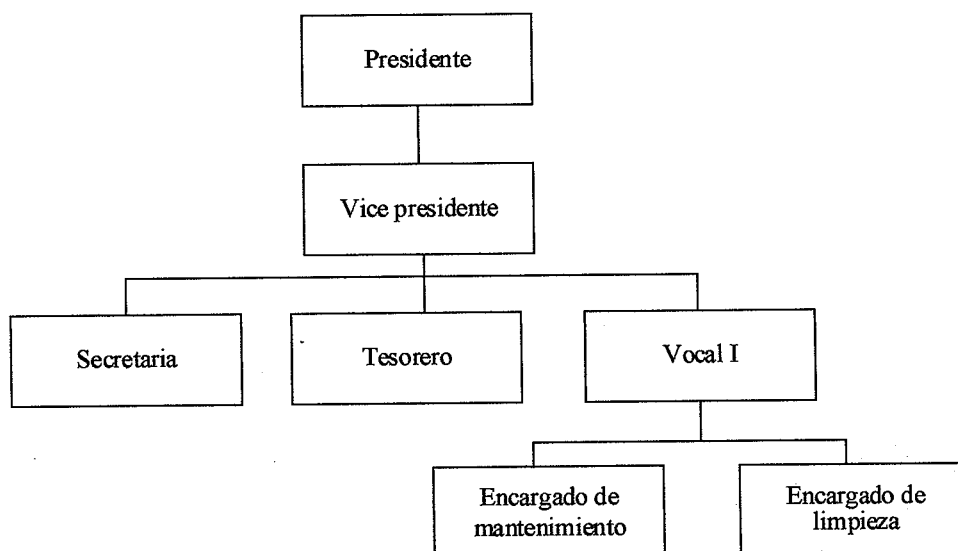 Presidente
Vice presidente
Secretaria
Tesorero
Vocal I
Encargado de
mantenimiento
Encargado de
limpieza